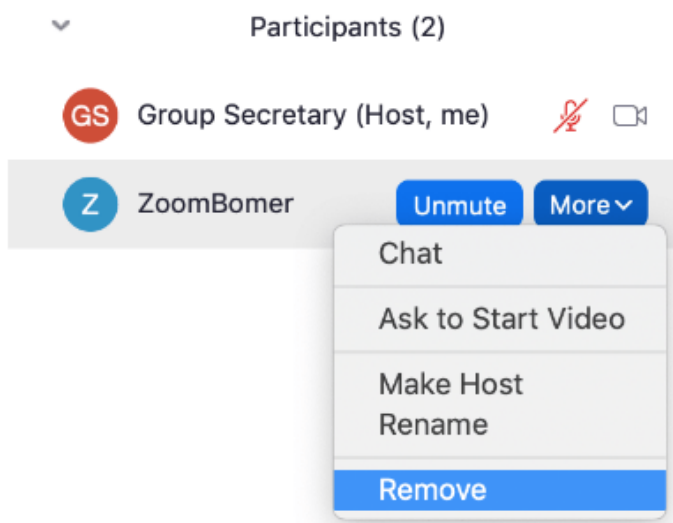 Participants (2)
GS Group Secretary (Host, me)
Z ZoomBomer Unmute More
Chat
Ask to Start Video
Make Host
Rename
Remove